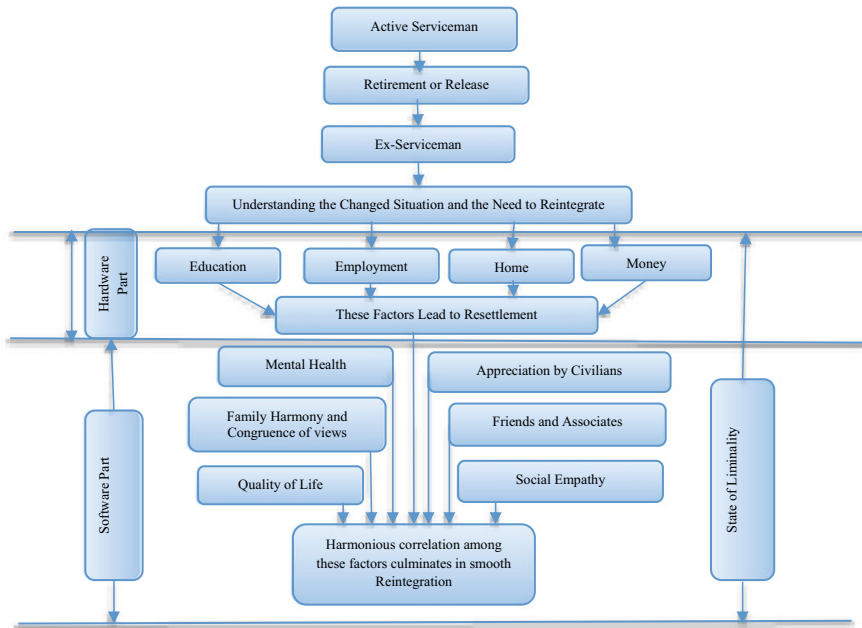 Active Serviceman
Retirement or Release
Ex-Serviceman
Understanding the Changed Situation and the Need to Reintegrate
Hardware
Part
Education
Employment
Home
Money
These Factors Lead to Resettlement
Mental Health
Appreciation by Civilians
Family Harmony and
Congruence of views
Friends and Associates
Quality of Life
Social Empathy
Software Part
State of Liminality
Harmonious correlation among
these factors culminates in smooth
Reintegration